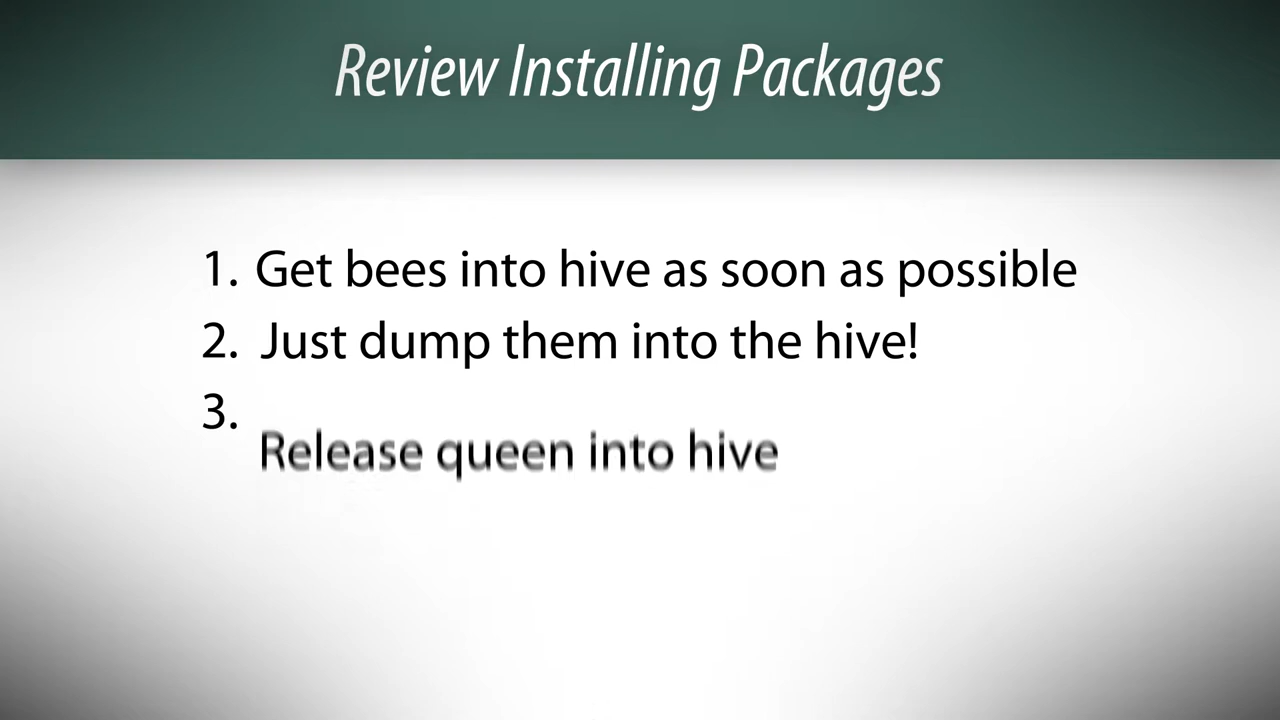 Review Installing Packages
1. Get bees into hive as soon as possible
2. Just dump them into the hive!
3. Release queen into hive